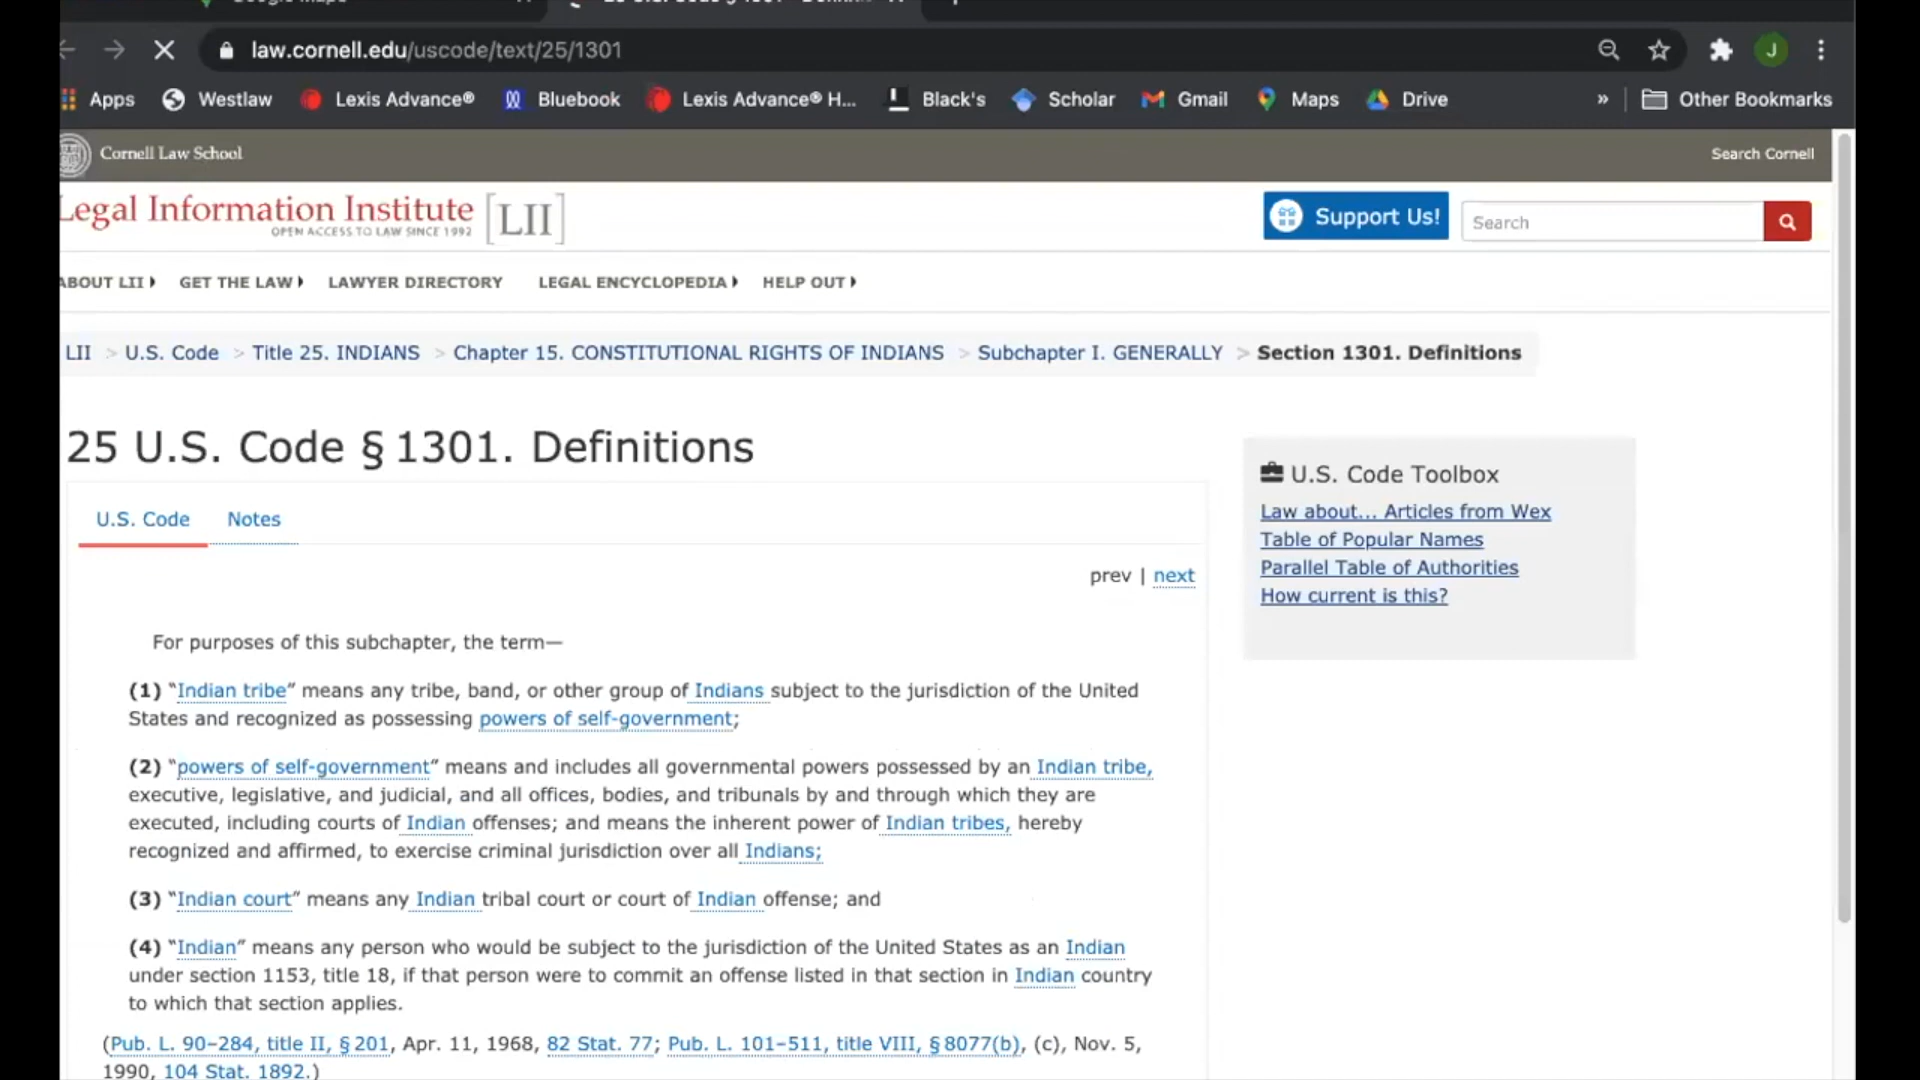 law.cornell.edu/uscode/text/25/1301
J
Apps Westlaw Lexis Advance® Bluebook Lexis Advance® H... Black's Scholar Gmail Maps Drive » Other Bookmarks
Cornell Law School Search Cornell
Legal Information Institute [LII]
OPEN ACCESS TO LAW SINCE 1992
Support Us! Search
ABOUT LII GET THE LAW LAWYER DIRECTORY LEGAL ENCYCLOPEDIA HELP OUT
LII > U.S. Code > Title 25. INDIANS > Chapter 15. CONSTITUTIONAL RIGHTS OF INDIANS > Subchapter I. GENERALLY > Section 1301. Definitions
25 U.S. Code § 1301. Definitions
U.S. Code Notes
prev | next
For purposes of this subchapter, the term—
(1) “Indian tribe” means any tribe, band, or other group of Indians subject to the jurisdiction of the United
States and recognized as possessing powers of self-government;
(2) “powers of self-government” means and includes all governmental powers possessed by an Indian tribe,
executive, legislative, and judicial, and all offices, bodies, and tribunals by and through which they are
executed, including courts of Indian offenses; and means the inherent power of Indian tribes, hereby
recognized and affirmed, to exercise criminal jurisdiction over all Indians;
(3) “Indian court” means any Indian tribal court or court of Indian offense; and
(4) “Indian” means any person who would be subject to the jurisdiction of the United States as an Indian
under section 1153, title 18, if that person were to commit an offense listed in that section in Indian country
to which that section applies.
(Pub. L. 90–284, title II, § 201, Apr. 11, 1968, 82 Stat. 77; Pub. L. 101–511, title VIII, § 8077(b), (c), Nov. 5,
1990, 104 Stat. 1892.)
U.S. Code Toolbox
Law about... Articles from Wex
Table of Popular Names
Parallel Table of Authorities
How current is this?